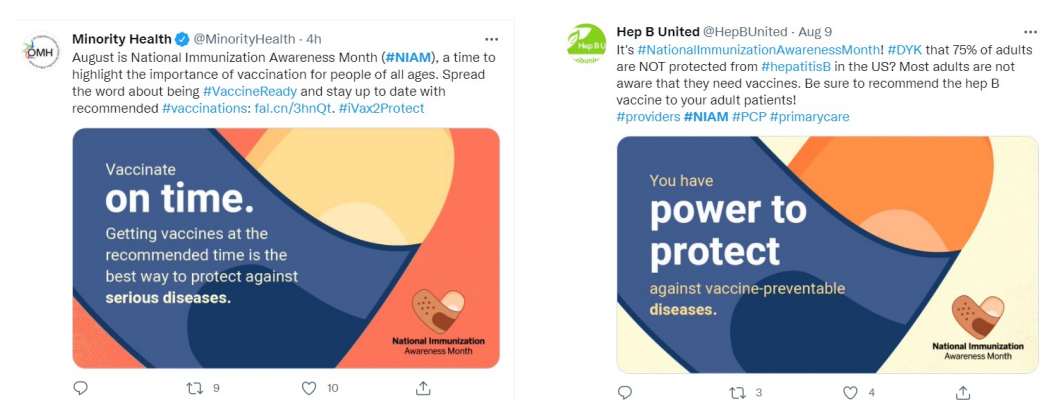 OMH
Minority Health @MinorityHealth · 4h
August is National Immunization Awareness Month (#NIAM), a time to
highlight the importance of vaccination for people of all ages. Spread
the word about being #VaccineReady and stay up to date with
recommended #vaccinations: fal.cn/3hnQt. #iVax2Protect
Vaccinate
on time.
Getting vaccines at the
recommended time is the
best way to protect against
serious diseases.
National Immunization
Awareness Month
9 10
Hep B United @HepBUnited · Aug 9
It's #NationalImmunizationAwarenessMonth! #DYK that 75% of adults
are NOT protected from #hepatitisB in the US? Most adults are not
aware that they need vaccines. Be sure to recommend the hep B
vaccine to your adult patients!
#providers #NIAM #PCP #primarycare
You have
power to
protect
against vaccine-preventable
diseases.
National Immunization
Awareness Month
3 4